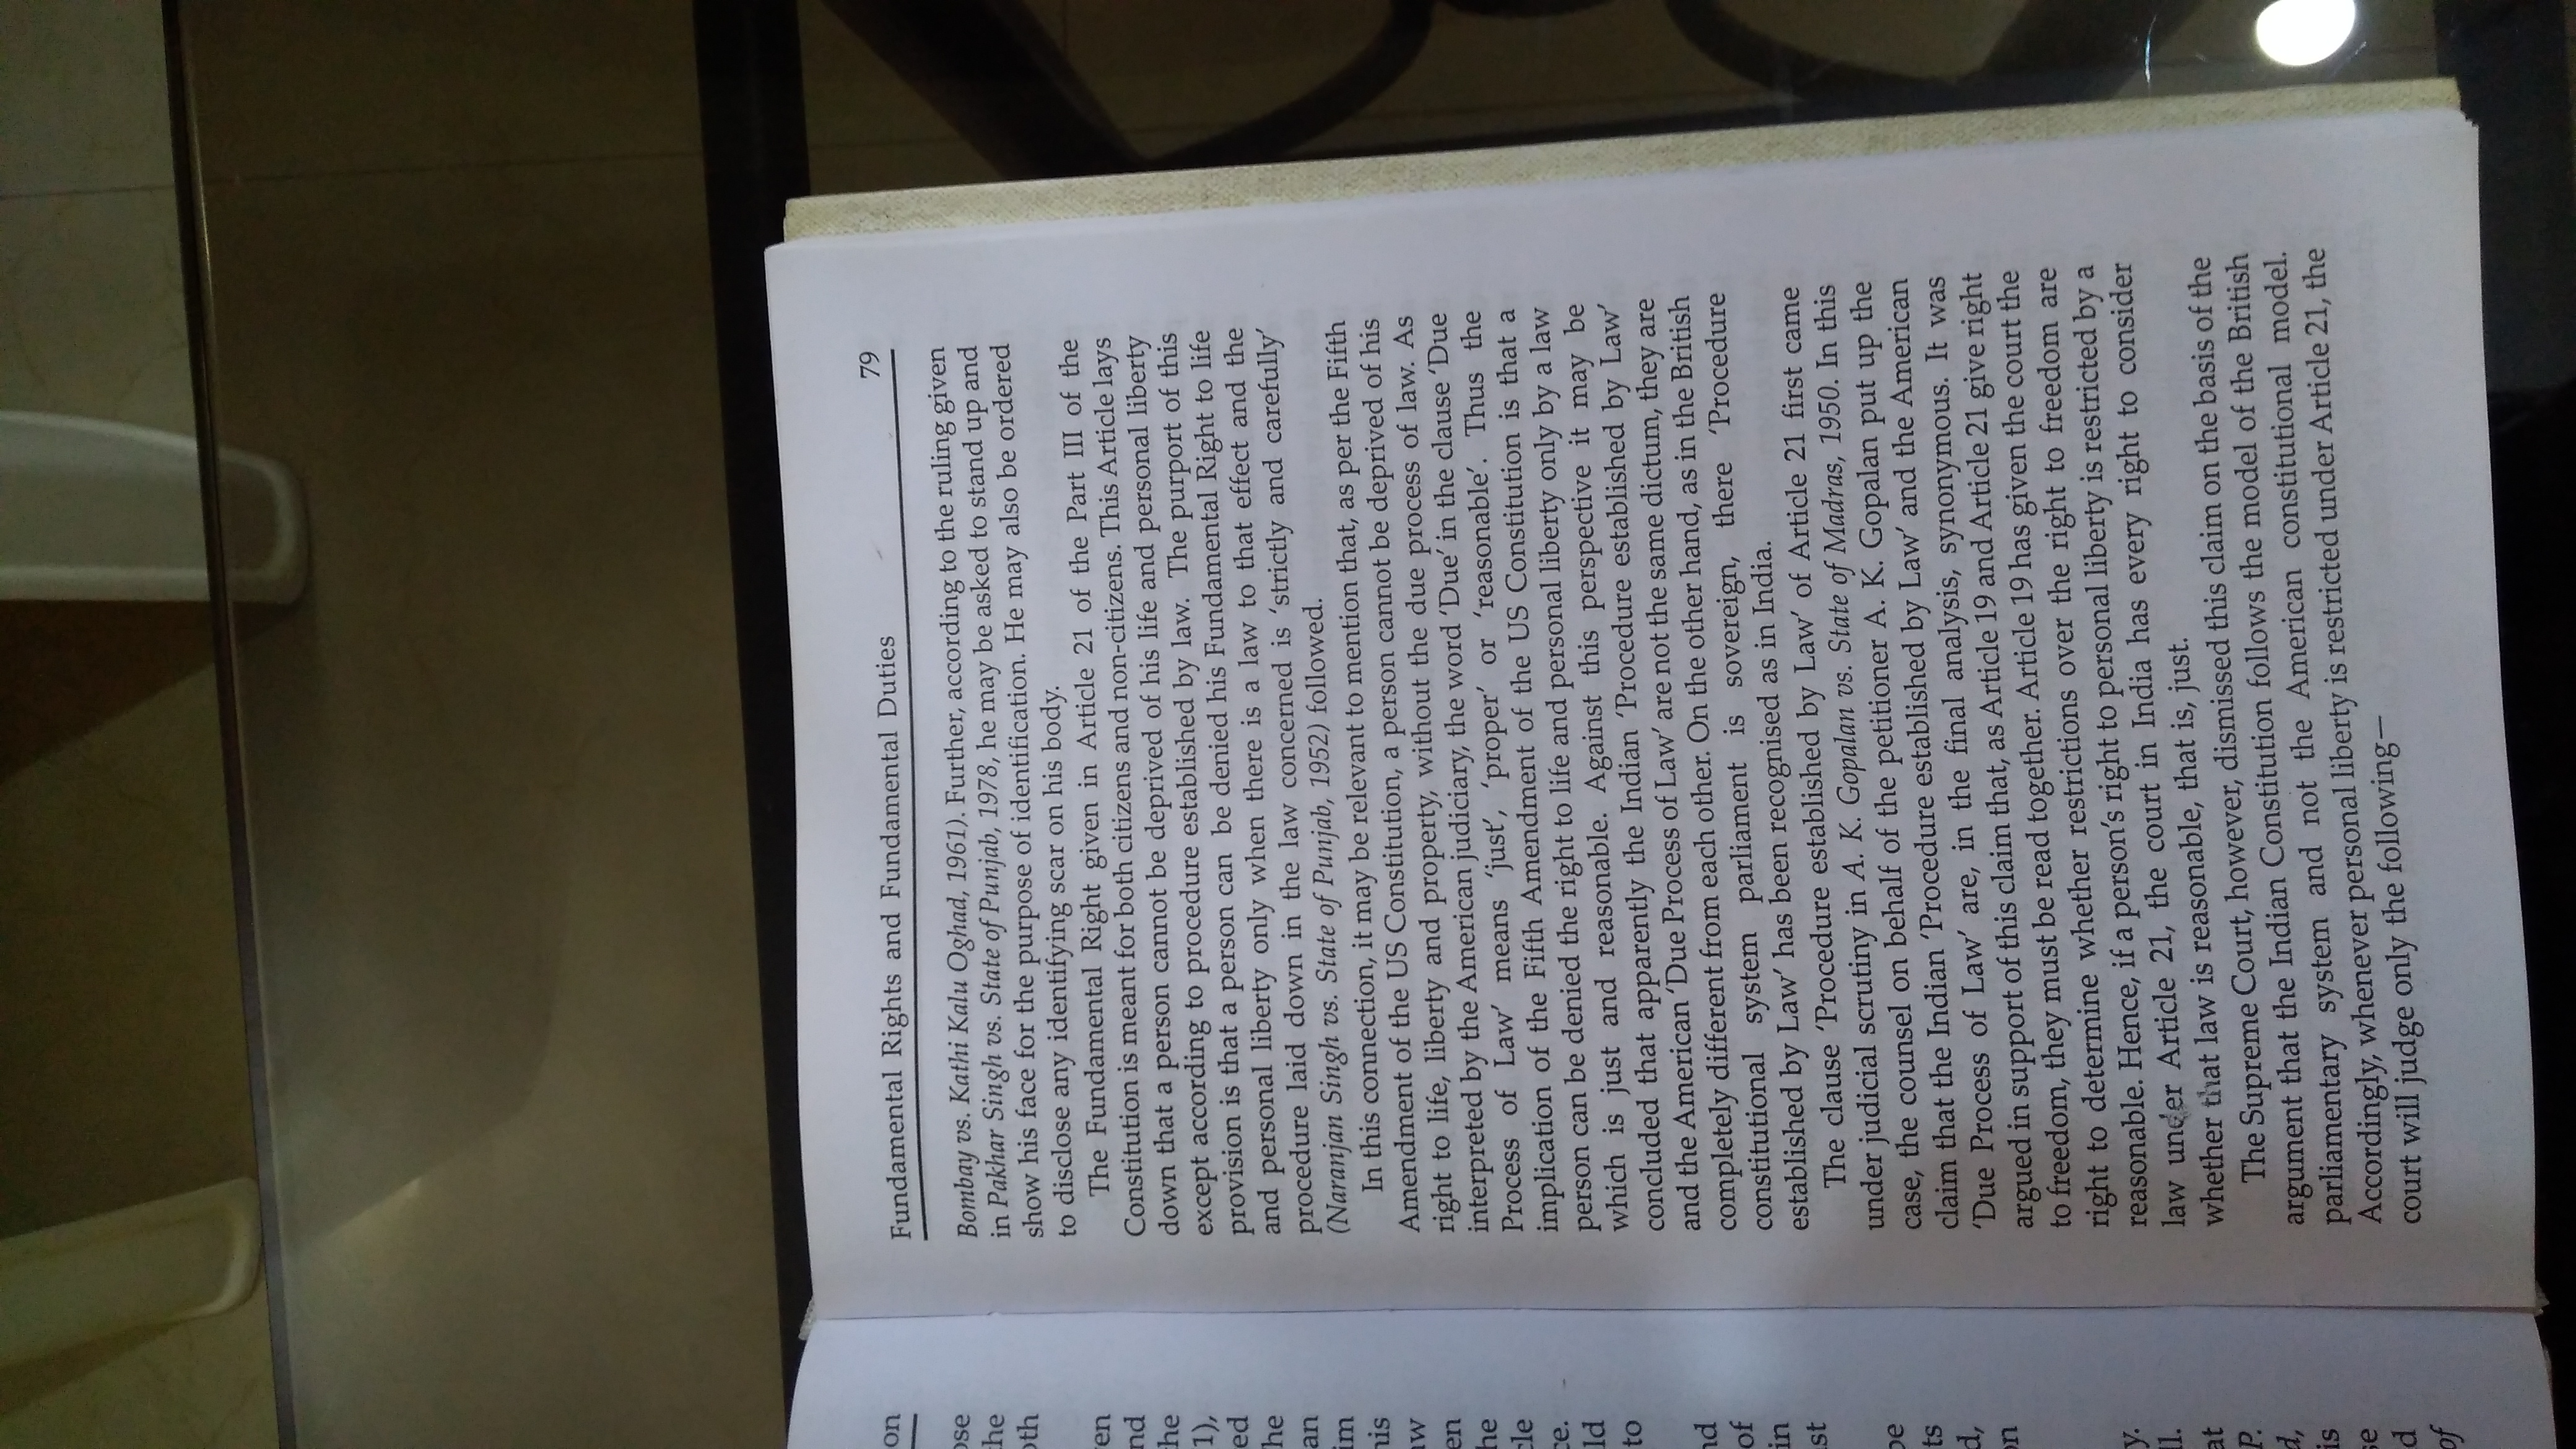 Fundamental Rights and Fundamental Duties 79
Bombay vs. Kathi Kalu Oghad, 1961). Further, according to the ruling given
in Pakhar Singh vs. State of Punjab, 1978, he may be asked to stand up and
show his face for the purpose of identification. He may also be ordered
to disclose any identifying scar on his body.
The Fundamental Right given in Article 21 of the Part III of the
Constitution is meant for both citizens and non-citizens. This Article lays
down that a person cannot be deprived of his life and personal liberty
except according to procedure established by law. The purport of this
provision is that a person can be denied his Fundamental Right to life
and personal liberty only when there is a law to that effect and the
procedure laid down in the law concerned is 'strictly and carefully'
(Naranjan Singh vs. State of Punjab, 1952) followed.
In this connection, it may be relevant to mention that, as per the Fifth
Amendment of the US Constitution, a person cannot be deprived of his
right to life, liberty and property, without the due process of law. As
interpreted by the American judiciary, the word 'Due' in the clause 'Due
Process of Law' means 'just', 'proper' or 'reasonable'. Thus the
implication of the Fifth Amendment of the US Constitution is that a
person can be denied the right to life and personal liberty only by a law
which is just and reasonable. Against this perspective it may be
concluded that apparently the Indian 'Procedure established by Law'
and the American 'Due Process of Law' are not the same dictum, they are
completely different from each other. On the other hand, as in the British
constitutional system parliament is sovereign, there 'Procedure
established by Law' has been recognised as in India.
The clause 'Procedure established by Law' of Article 21 first came
under judicial scrutiny in A. K. Gopalan vs. State of Madras, 1950. In this
case, the counsel on behalf of the petitioner A. K. Gopalan put up the
claim that the Indian 'Procedure established by Law' and the American
'Due Process of Law' are, in the final analysis, synonymous. It was
argued in support of this claim that, as Article 19 and Article 21 give right
to freedom, they must be read together. Article 19 has given the court the
right to determine whether restrictions over the right to freedom are
reasonable. Hence, if a person's right to personal liberty is restricted by a
law under Article 21, the court in India has every right to consider
whether that law is reasonable, that is, just.
The Supreme Court, however, dismissed this claim on the basis of the
argument that the Indian Constitution follows the model of the British
parliamentary system and not the American constitutional model.
Accordingly, whenever personal liberty is restricted under Article 21, the
court will judge only the following—